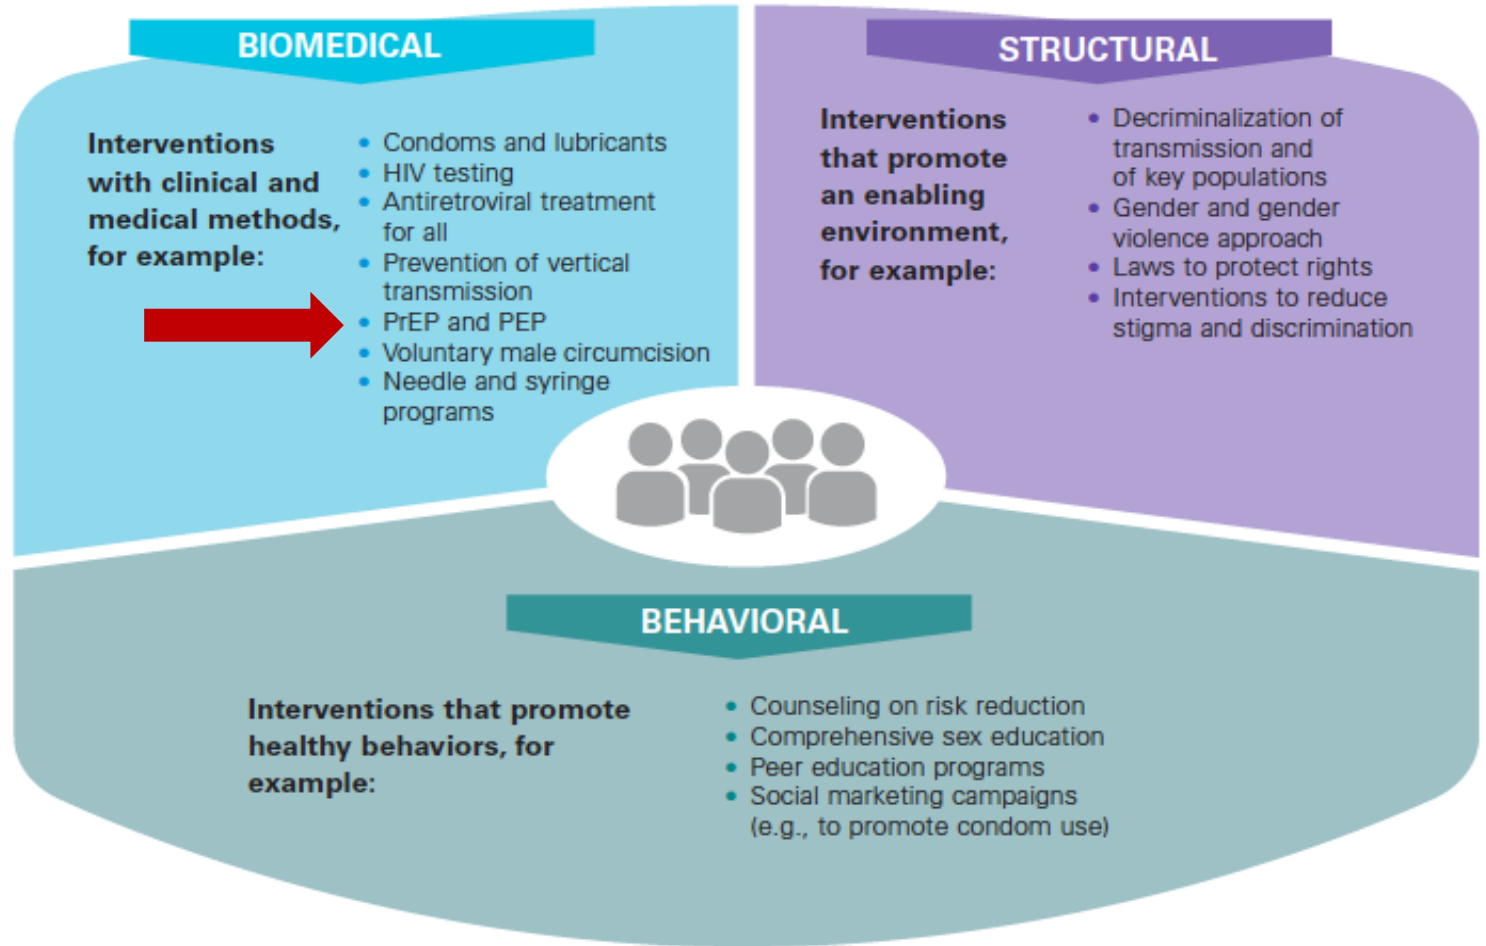 BIOMEDICAL
Interventions
with clinical and
medical methods,
for example:
• Condoms and lubricants
• HIV testing
• Antiretroviral treatment
for all
• Prevention of vertical
transmission
• PrEP and PEP
• Voluntary male circumcision
• Needle and syringe
programs
STRUCTURAL
Interventions
that promote
an enabling
environment,
for example:
• Decriminalization of
transmission and
of key populations
• Gender and gender
violence approach
• Laws to protect rights
• Interventions to reduce
stigma and discrimination
BEHAVIORAL
Interventions that promote
healthy behaviors, for
example:
• Counseling on risk reduction
• Comprehensive sex education
• Peer education programs
• Social marketing campaigns
(e.g., to promote condom use)